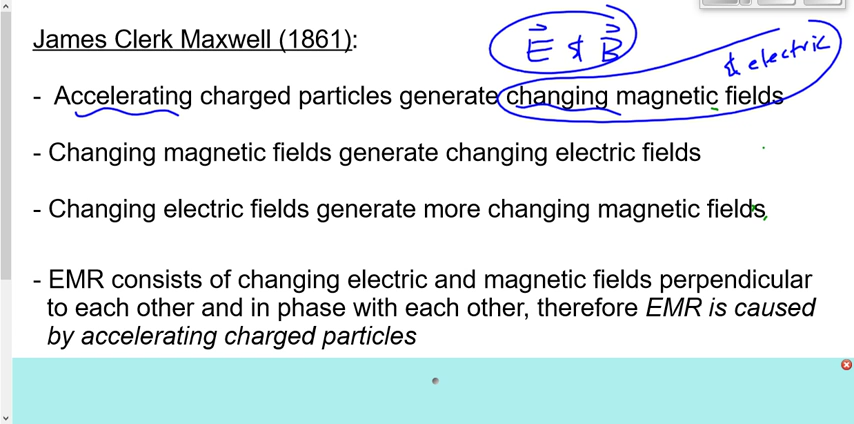 James Clerk Maxwell (1861):
E & B
& electric
- Accelerating charged particles generate changing magnetic fields
- Changing magnetic fields generate changing electric fields
- Changing electric fields generate more changing magnetic fields,
- EMR consists of changing electric and magnetic fields perpendicular
to each other and in phase with each other, therefore EMR is caused
by accelerating charged particles